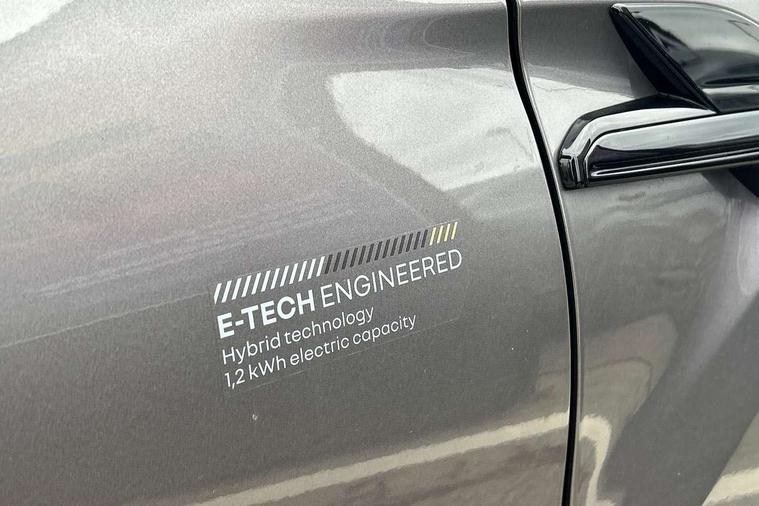 E-TECH ENGINEERED
Hybrid technology
1,2 kWh electric capacity